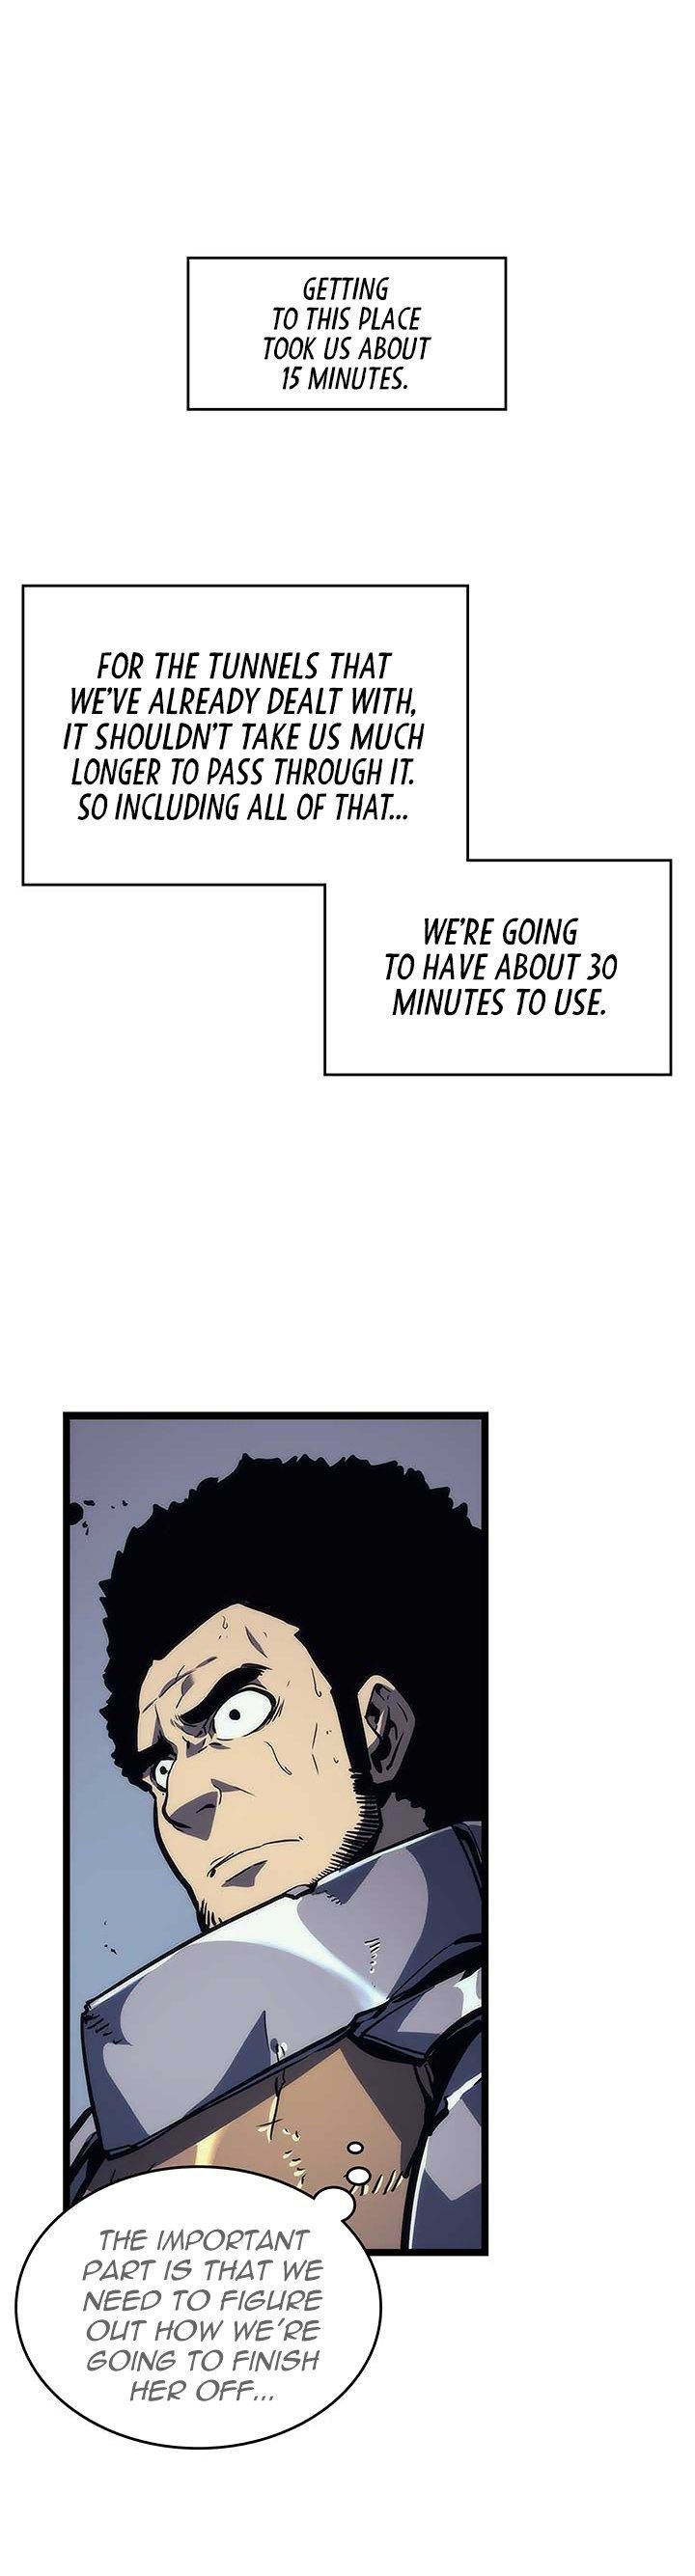 GETTING
TO THIS PLACE
TOOK US ABOUT
15 MINUTES.
FOR THE TUNNELS THAT
WE'VE ALREADY DEALT WITH,
IT SHOULDN'T TAKE US MUCH
LONGER TO PASS THROUGH IT.
SO INCLUDING ALL OF THAT...
WE'RE GOING
TO HAVE ABOUT 30
MINUTES TO USE.
THE IMPORTANT
PART IS THAT WE
NEED TO FIGURE
OUT HOW WE'RE
GOING TO FINISH
HER OFF...